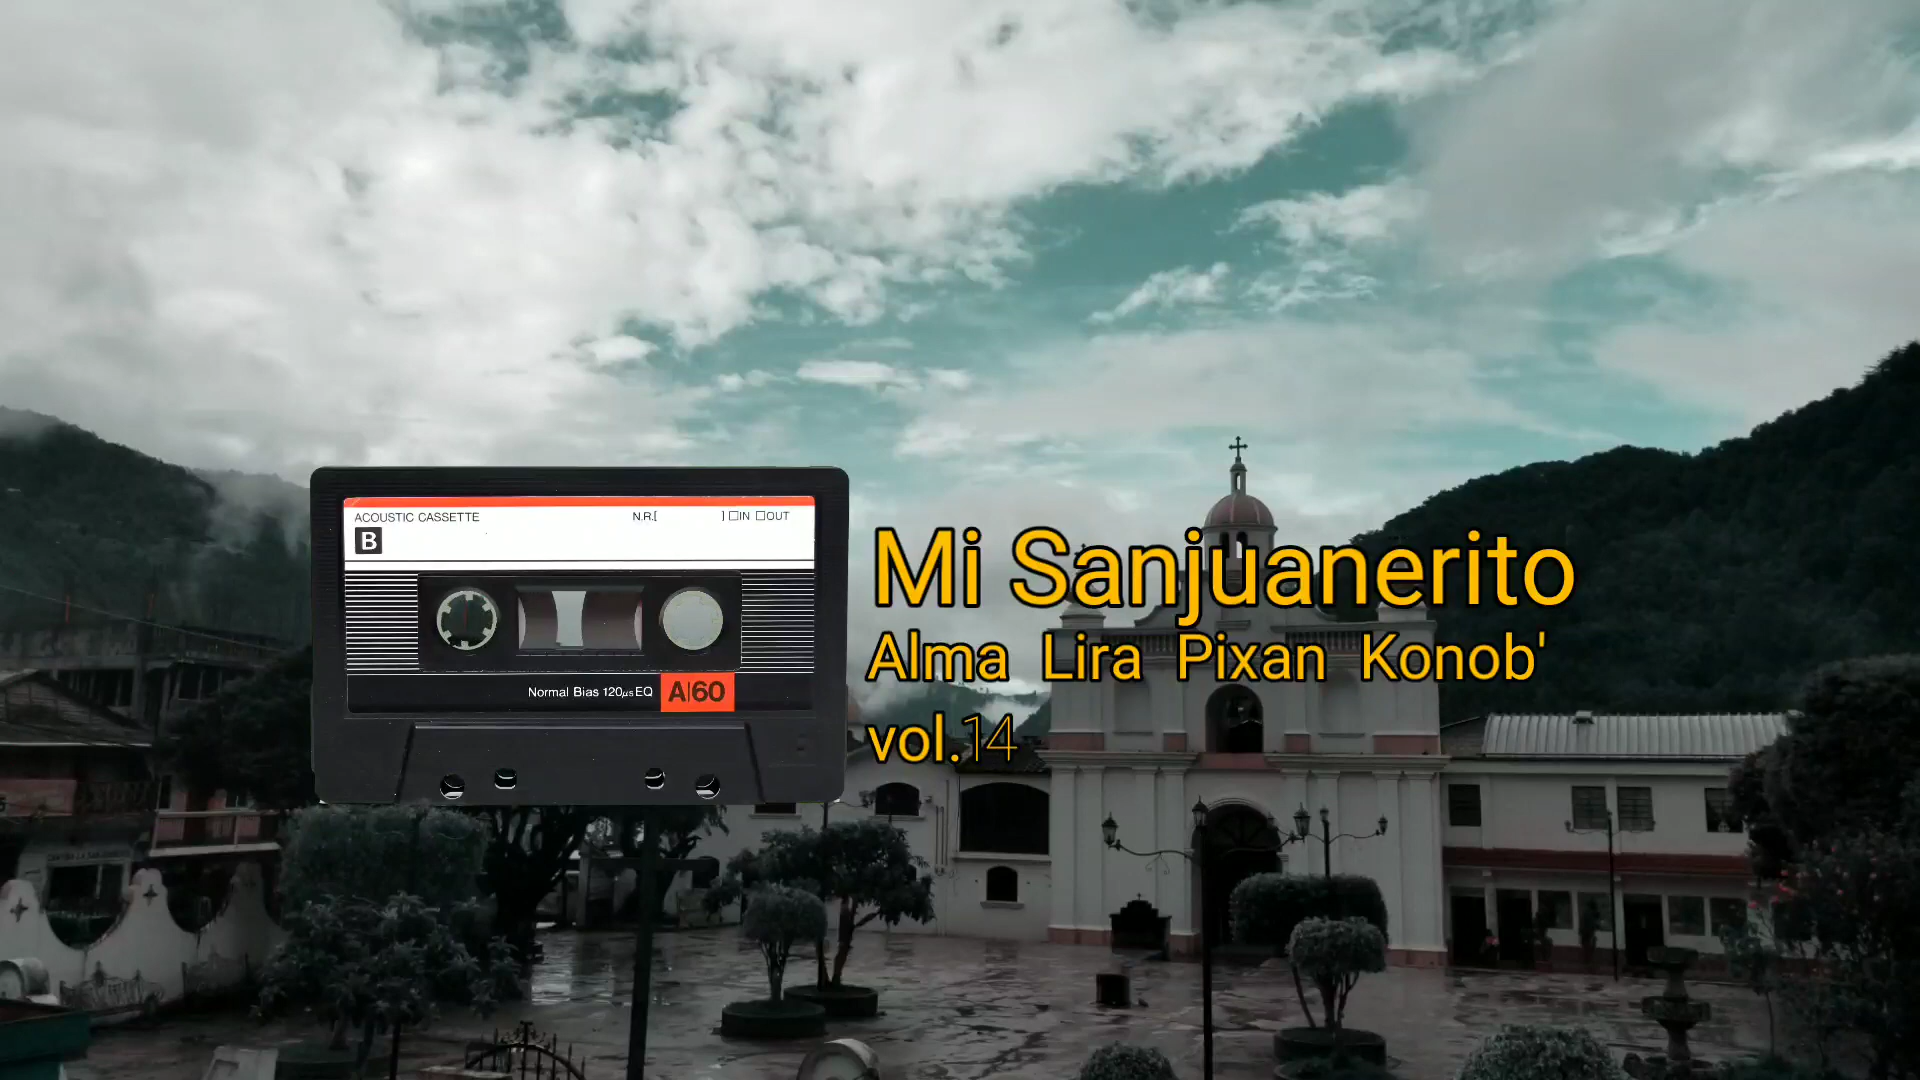 ACOUSTIC CASSETTE N.R.[ ] IN OUT
B
Mi Sanjuanerito
Alma Lira Pixan Konob'
Normal Bias 120µs EQ A|60
vol.14